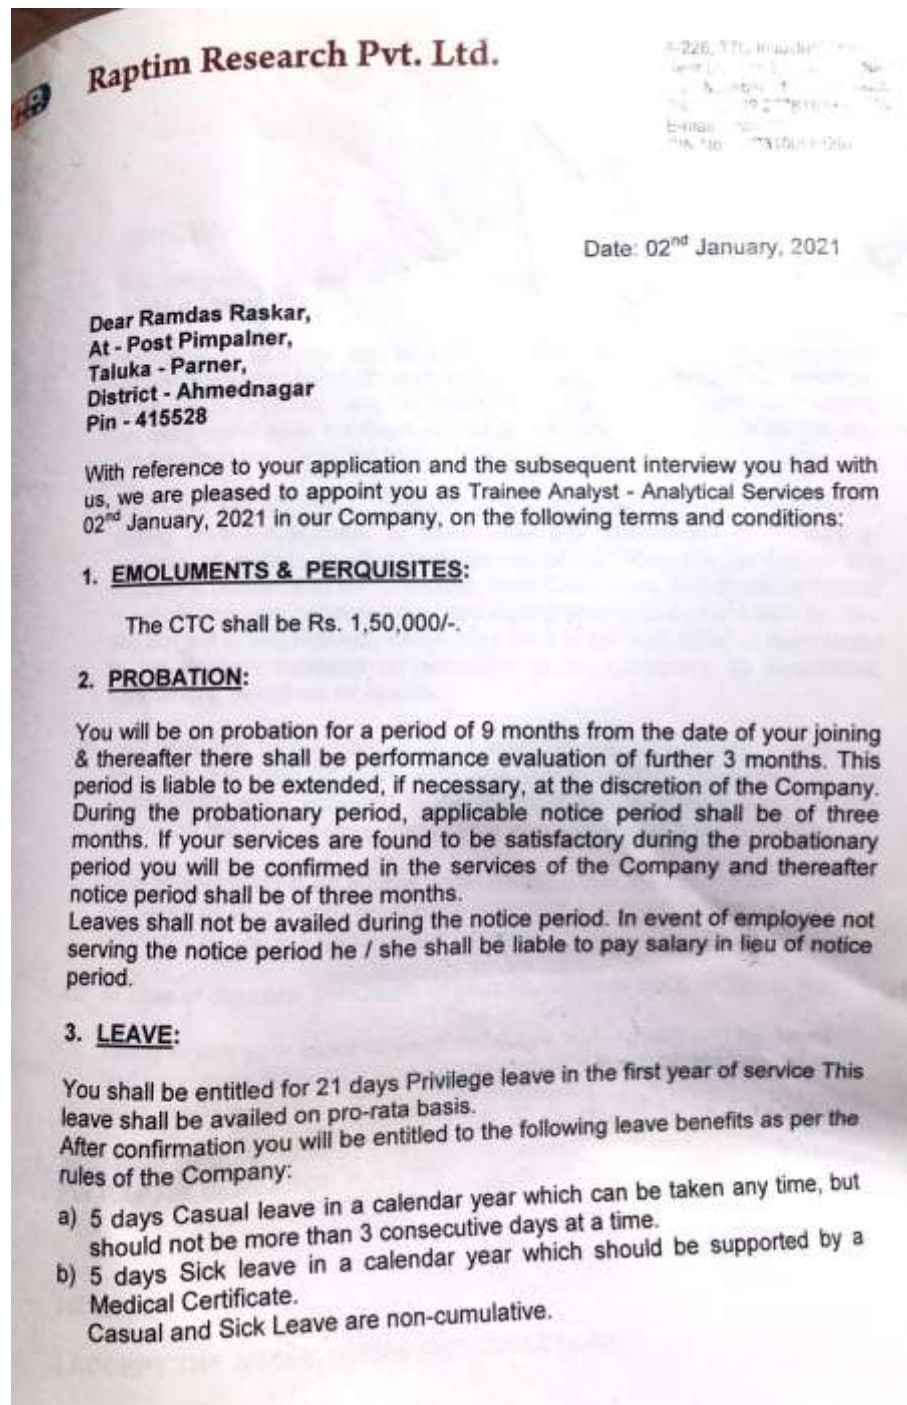 Raptim Research Pvt. Ltd.
E-mail
Date: 02nd January, 2021
Dear Ramdas Raskar,
At - Post Pimpalner,
Taluka - Parner,
District - Ahmednagar
Pin - 415528
With reference to your application and the subsequent interview you had with
us, we are pleased to appoint you as Trainee Analyst - Analytical Services from
02nd January, 2021 in our Company, on the following terms and conditions:
1. EMOLUMENTS & PERQUISITES:
The CTC shall be Rs. 1,50,000/-.
2. PROBATION:
You will be on probation for a period of 9 months from the date of your joining
& thereafter there shall be performance evaluation of further 3 months. This
period is liable to be extended, if necessary, at the discretion of the Company.
During the probationary period, applicable notice period shall be of three
months. If your services are found to be satisfactory during the probationary
period you will be confirmed in the services of the Company and thereafter
notice period shall be of three months.
Leaves shall not be availed during the notice period. In event of employee not
serving the notice period he / she shall be liable to pay salary in lieu of notice
period.
3. LEAVE:
You shall be entitled for 21 days Privilege leave in the first year of service This
leave shall be availed on pro-rata basis.
After confirmation you will be entitled to the following leave benefits as per the
rules of the Company:
a) 5 days Casual leave in a calendar year which can be taken any time, but
should not be more than 3 consecutive days at a time.
b) 5 days Sick leave in a calendar year which should be supported by a
Medical Certificate.
Casual and Sick Leave are non-cumulative.